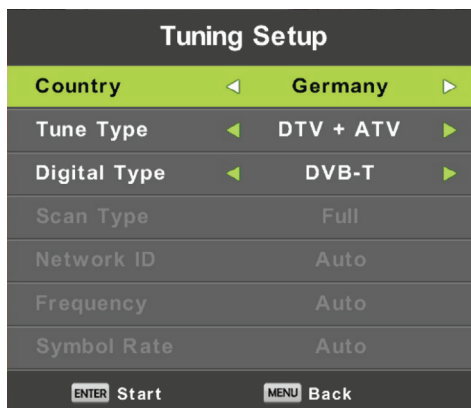 Tuning Setup
Country Germany
Tune Type DTV + ATV
Digital Type DVB-T
Scan Type Full
Network ID Auto
Frequency Auto
Symbol Rate Auto
ENTER Start MENU Back